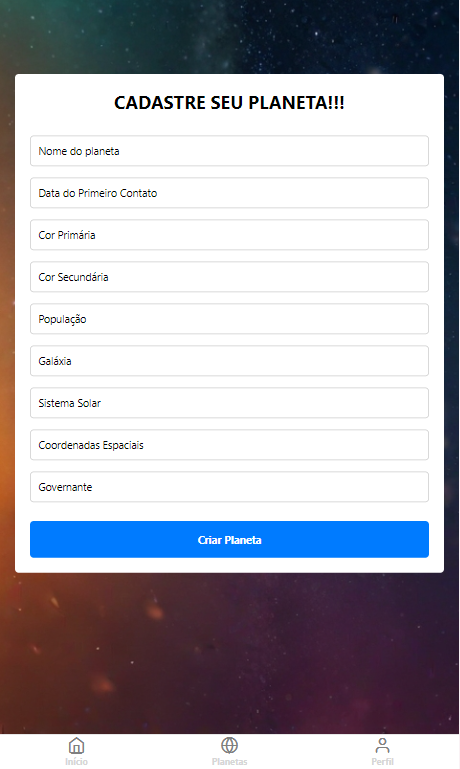 CADASTRE SEU PLANETA!!!
Nome do planeta
Data do Primeiro Contato
Cor Primária
Cor Secundária
População
Galáxia
Sistema Solar
Coordenadas Espaciais
Governante
Criar Planeta
Início
Planetas
Perfil